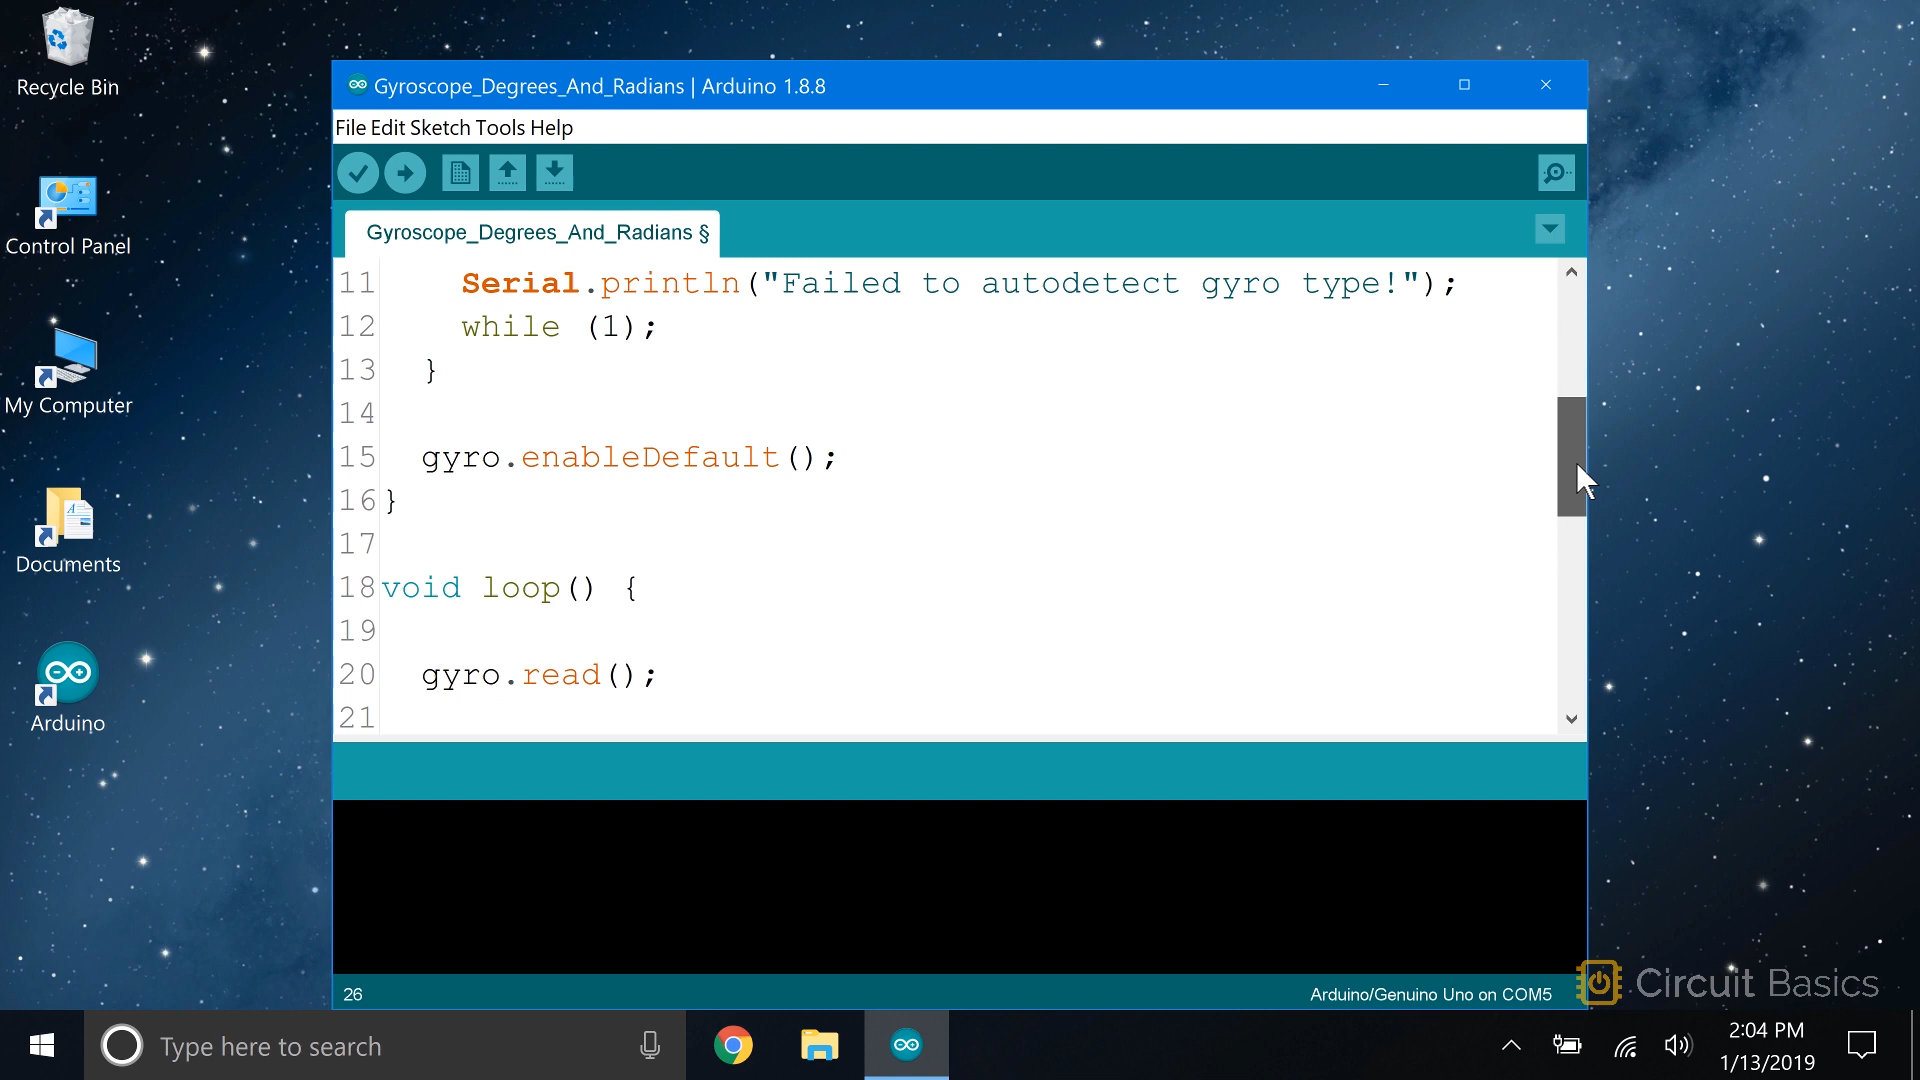 Recycle Bin
Control Panel
My Computer
Documents
Arduino
Gyroscope_Degrees_And_Radians | Arduino 1.8.8
File Edit Sketch Tools Help
Gyroscope_Degrees_And_Radians §
11 Serial.println("Failed to autodetect gyro type!");
12 while (1);
13 }
14
15 gyro.enableDefault();
16 }
17
18 void loop() {
19
20 gyro.read();
21
26
Arduino/Genuino Uno on COM5
Circuit Basics
Type here to search
2:04 PM
1/13/2019